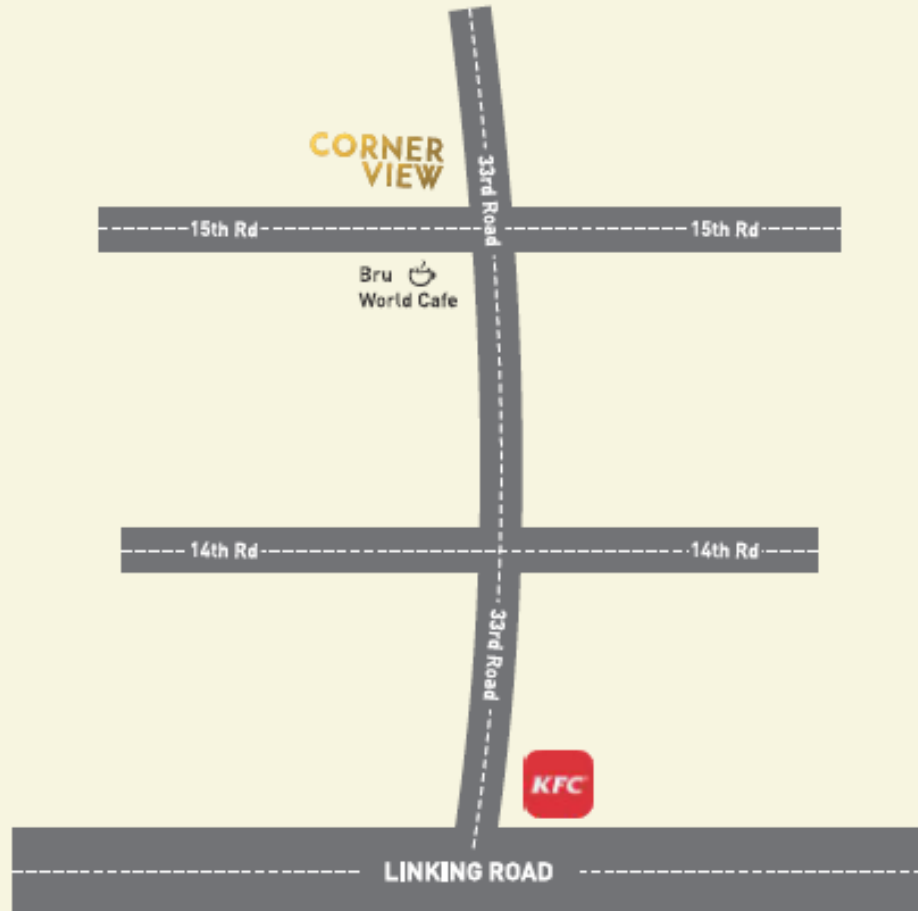 CORNER
VIEW
33rd Road
15th Rd
15th Rd
Bru
World Cafe
14th Rd
14th Rd
33rd Road
KFC
LINKING ROAD